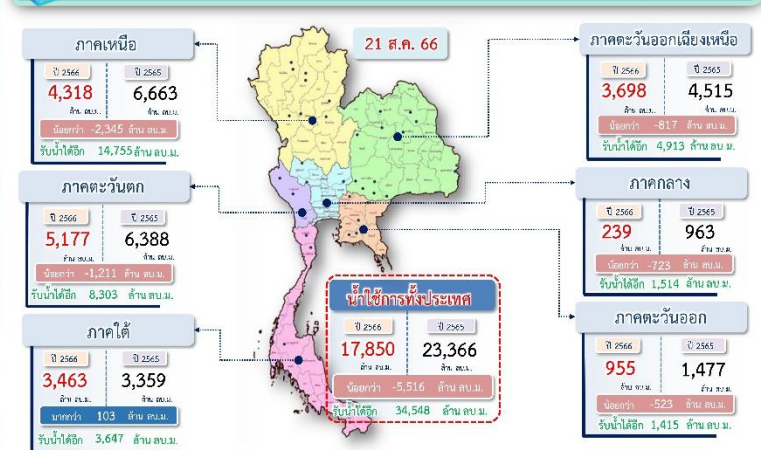 21 ส.ค. 66
ภาคเหนือ
ปี 2566 ปี 2565
4,318 6,663
ล้าน ลบ.ม. ล้าน ลบ.ม.
น้อยกว่า -2,345 ล้าน ลบ.ม.
รับน้ำได้อีก 14,755 ล้าน ลบ.ม.
ภาคตะวันออกเฉียงเหนือ
ปี 2566 ปี 2565
3,698 4,515
ล้าน ลบ.ม. ล้าน ลบ.ม.
น้อยกว่า -817 ล้าน ลบ.ม.
รับน้ำได้อีก 4,913 ล้าน ลบ.ม.
ภาคตะวันตก
ปี 2566 ปี 2565
5,177 6,388
ล้าน ลบ.ม. ล้าน ลบ.ม.
น้อยกว่า -1,211 ล้าน ลบ.ม.
รับน้ำได้อีก 8,303 ล้าน ลบ.ม.
ภาคกลาง
ปี 2566 ปี 2565
239 963
ล้าน ลบ.ม. ล้าน ลบ.ม.
น้อยกว่า -723 ล้าน ลบ.ม.
รับน้ำได้อีก 1,514 ล้าน ลบ.ม.
ภาคใต้
ปี 2566 ปี 2565
3,463 3,359
ล้าน ลบ.ม. ล้าน ลบ.ม.
มากกว่า 103 ล้าน ลบ.ม.
รับน้ำได้อีก 3,647 ล้าน ลบ.ม.
น้ำใช้การทั้งประเทศ
ปี 2566 ปี 2565
17,850 23,366
ล้าน ลบ.ม. ล้าน ลบ.ม.
น้อยกว่า -5,516 ล้าน ลบ.ม.
รับน้ำได้อีก 34,548 ล้าน ลบ.ม.
ภาคตะวันออก
ปี 2566 ปี 2565
955 1,477
ล้าน ลบ.ม. ล้าน ลบ.ม.
น้อยกว่า -523 ล้าน ลบ.ม.
รับน้ำได้อีก 1,415 ล้าน ลบ.ม.